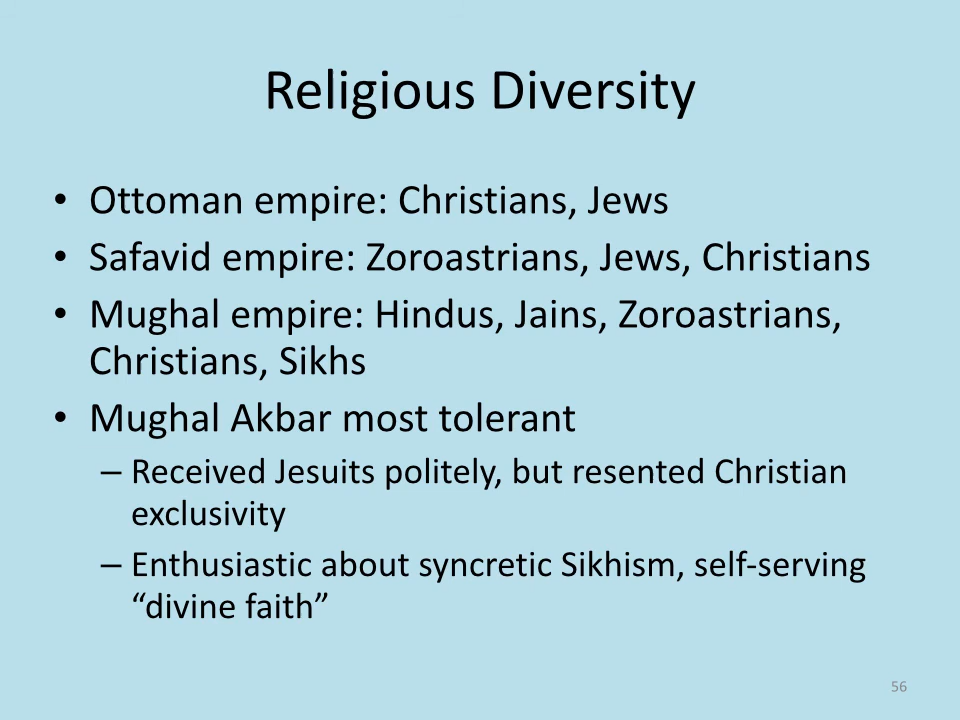 Religious Diversity
• Ottoman empire: Christians, Jews
• Safavid empire: Zoroastrians, Jews, Christians
• Mughal empire: Hindus, Jains, Zoroastrians,
Christians, Sikhs
• Mughal Akbar most tolerant
– Received Jesuits politely, but resented Christian
exclusivity
– Enthusiastic about syncretic Sikhism, self-serving
“divine faith”
56